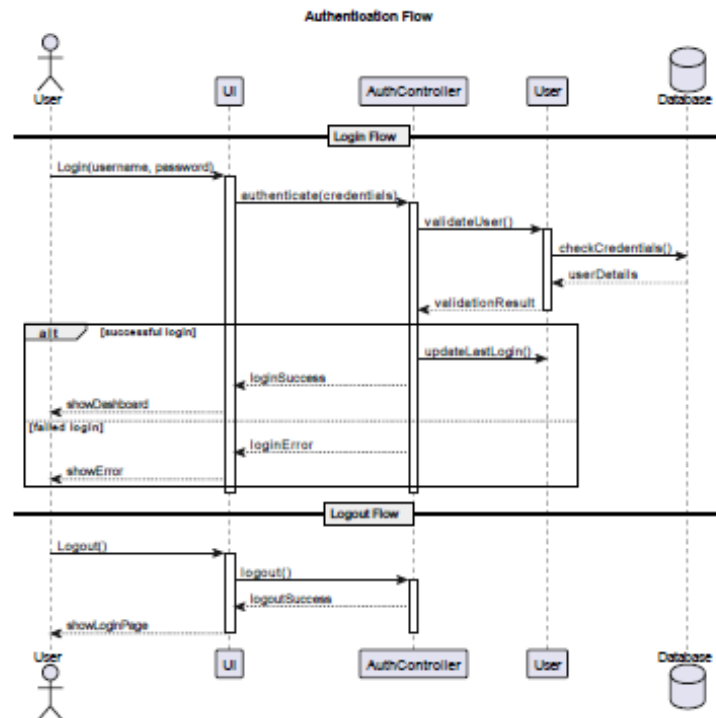 Authentication Flow
User
UI
AuthController
User
Database
Login Flow
Login(username, password)
authenticate(credentials)
validateUser()
checkCredentials()
userDetails
validationResult
alt [successful login]
updateLastLogin()
loginSuccess
showDashboard
[failed login]
loginError
showError
Logout Flow
Logout()
logout()
logoutSuccess
showLoginPage
User
UI
AuthController
User
Database